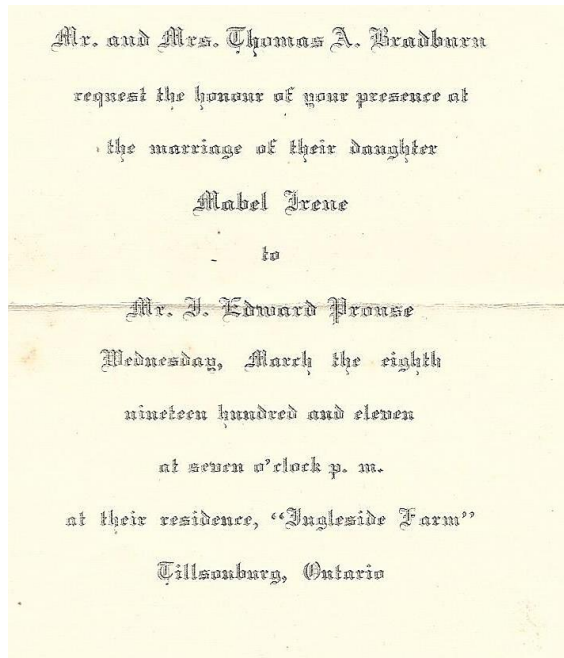 Mr. and Mrs. Thomas A. Bradburn
request the honour of your presence at
the marriage of their daughter
Mabel Irene
to
Mr. J. Edward Prouse
Wednesday, March the eighth
nineteen hundred and eleven
at seven o'clock p. m.
at their residence, "Ingleside Farm"
Tillsonburg, Ontario